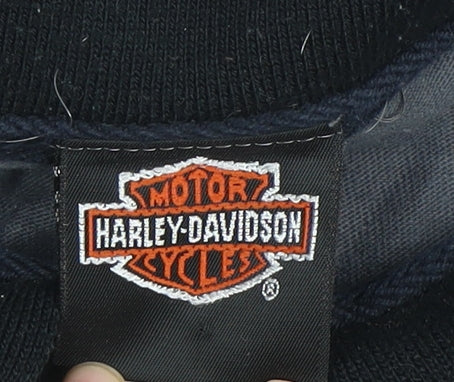 MOTOR
HARLEY-DAVIDSON
CYCLES
®